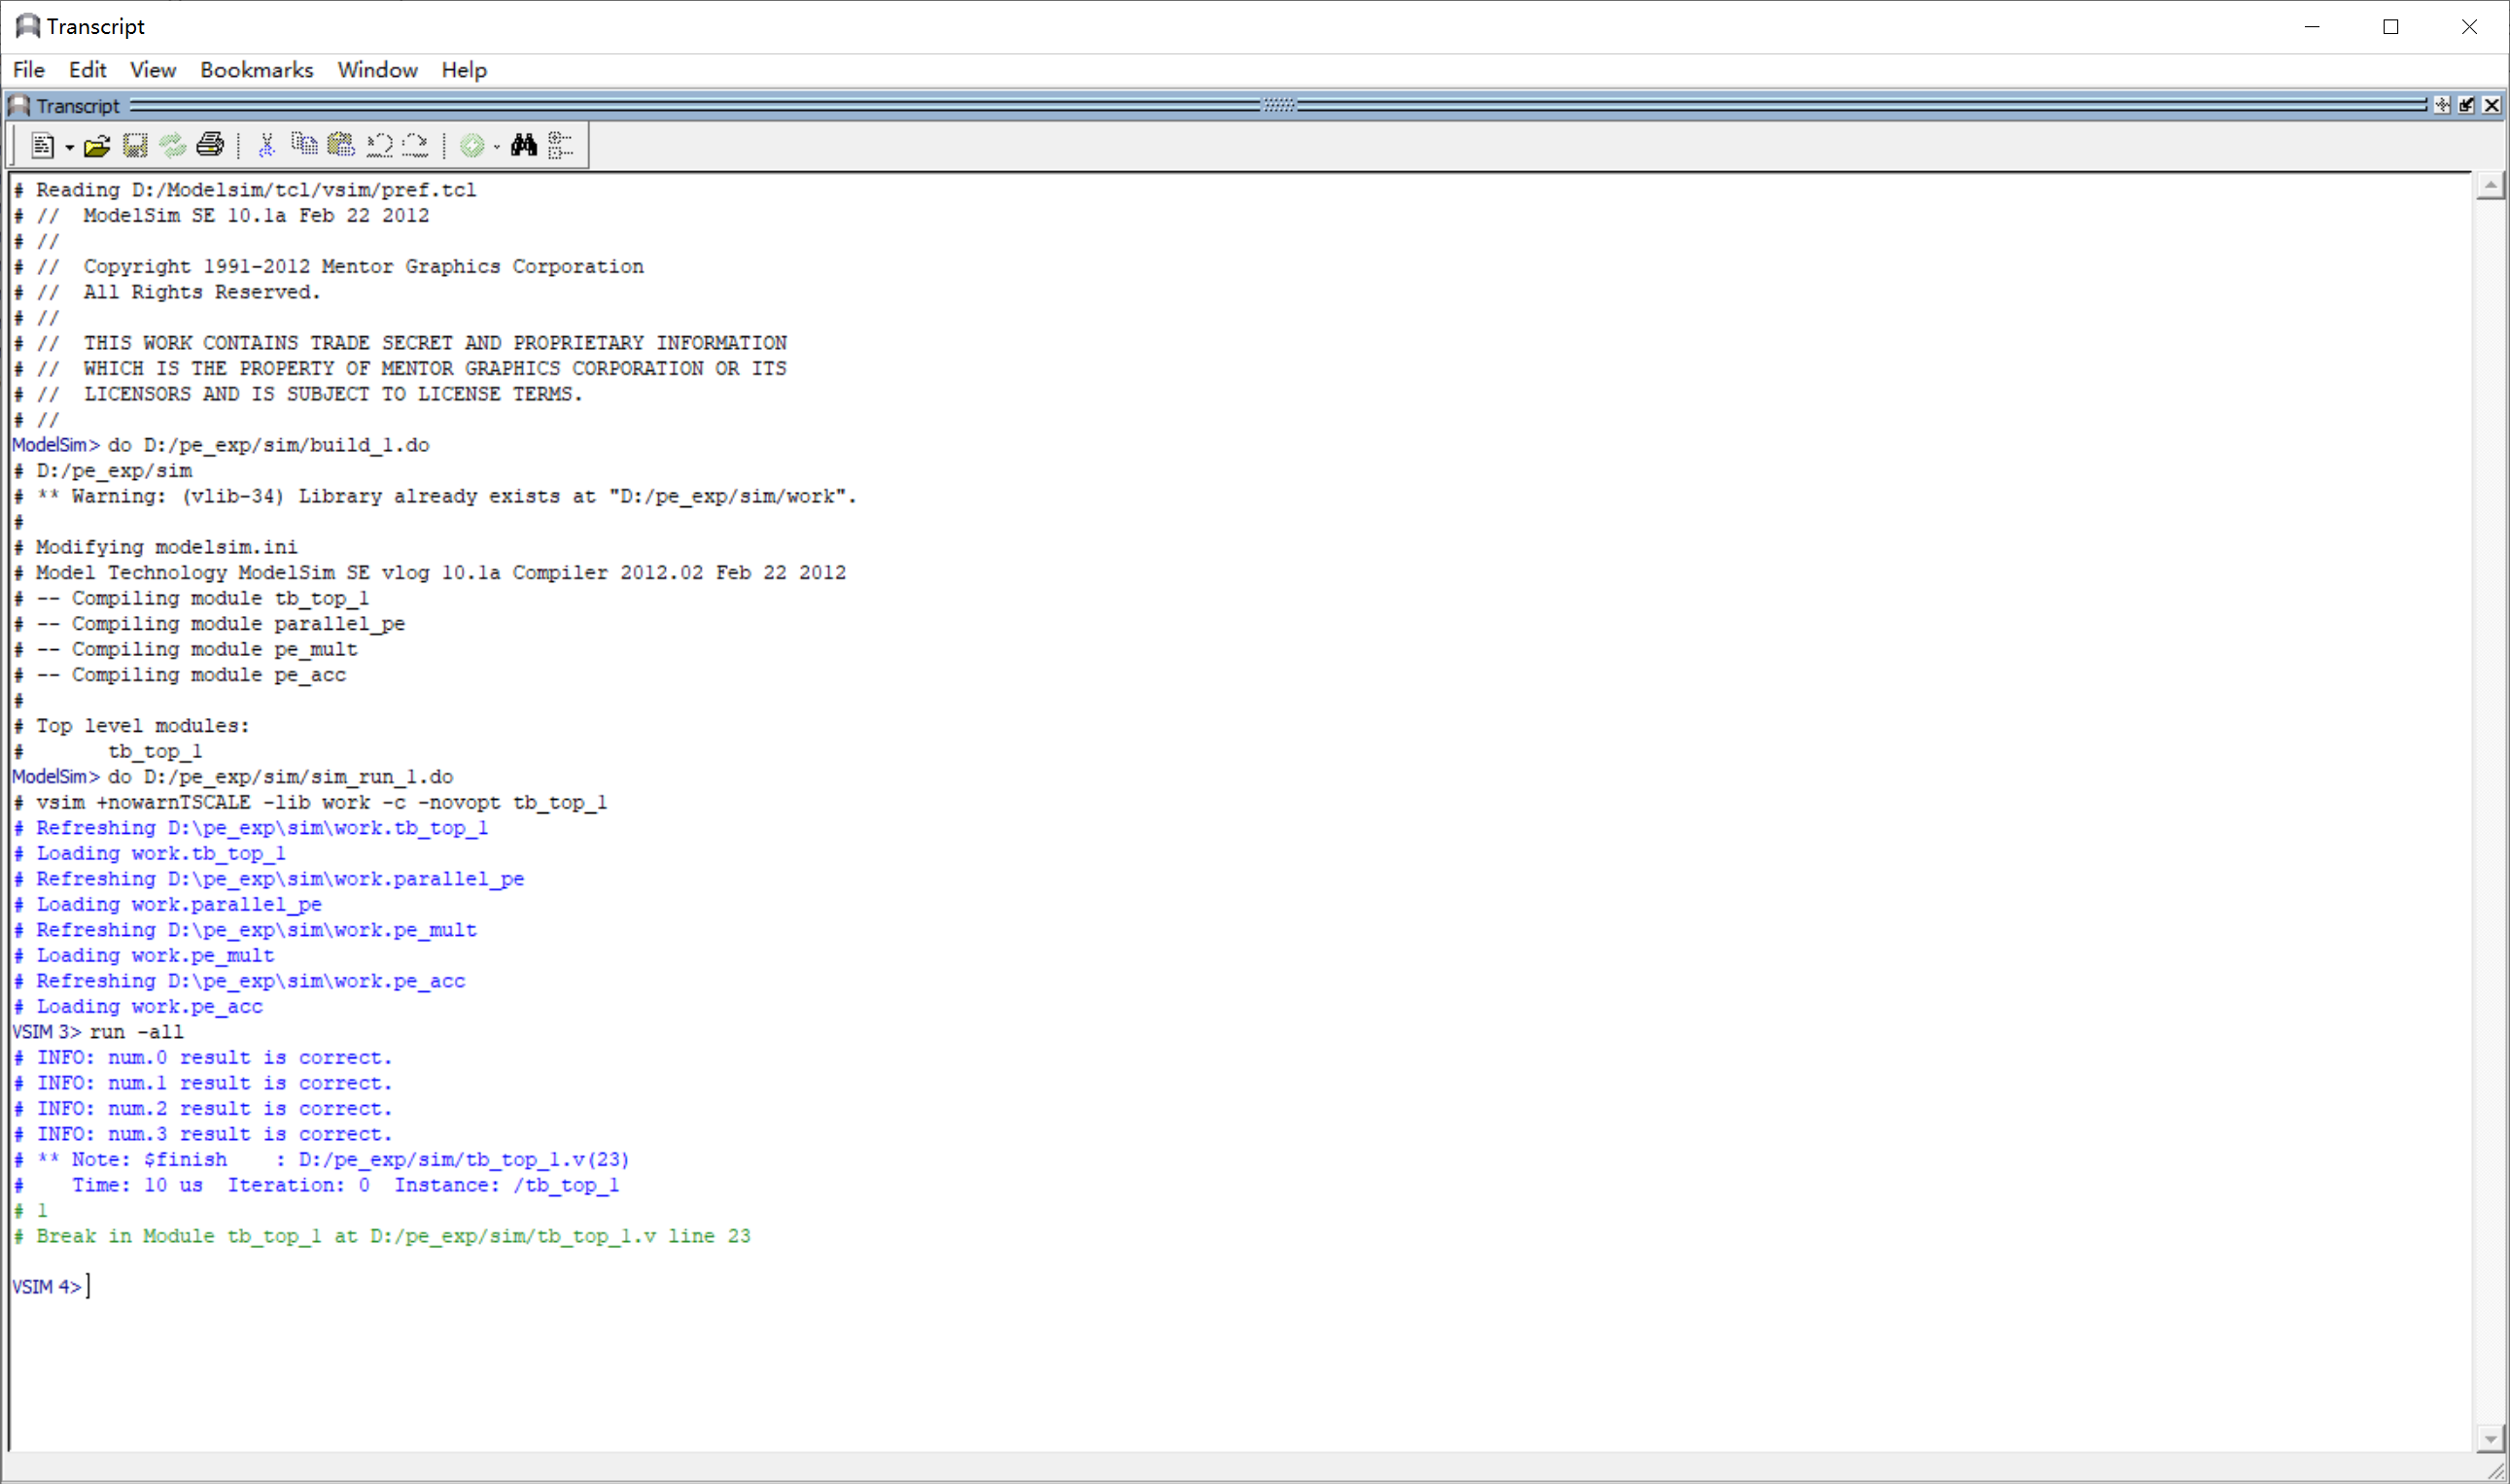 Transcript
File Edit View Bookmarks Window Help
Transcript
# Reading D:/Modelsim/tcl/vsim/pref.tcl
# //  ModelSim SE 10.1a Feb 22 2012
# //
# //  Copyright 1991-2012 Mentor Graphics Corporation
# //  All Rights Reserved.
# //
# //  THIS WORK CONTAINS TRADE SECRET AND PROPRIETARY INFORMATION
# //  WHICH IS THE PROPERTY OF MENTOR GRAPHICS CORPORATION OR ITS
# //  LICENSORS AND IS SUBJECT TO LICENSE TERMS.
# //
ModelSim> do D:/pe_exp/sim/build_1.do
# D:/pe_exp/sim
# ** Warning: (vlib-34) Library already exists at "D:/pe_exp/sim/work".
#
# Modifying modelsim.ini
# Model Technology ModelSim SE vlog 10.1a Compiler 2012.02 Feb 22 2012
# -- Compiling module tb_top_1
# -- Compiling module parallel_pe
# -- Compiling module pe_mult
# -- Compiling module pe_acc
#
# Top level modules:
#       tb_top_1
ModelSim> do D:/pe_exp/sim/sim_run_1.do
# vsim +nowarnTSCALE -lib work -c -novopt tb_top_1
# Refreshing D:\pe_exp\sim\work.tb_top_1
# Loading work.tb_top_1
# Refreshing D:\pe_exp\sim\work.parallel_pe
# Loading work.parallel_pe
# Refreshing D:\pe_exp\sim\work.pe_mult
# Loading work.pe_mult
# Refreshing D:\pe_exp\sim\work.pe_acc
# Loading work.pe_acc
VSIM 3> run -all
# INFO: num.0 result is correct.
# INFO: num.1 result is correct.
# INFO: num.2 result is correct.
# INFO: num.3 result is correct.
# ** Note: $finish    : D:/pe_exp/sim/tb_top_1.v(23)
#    Time: 10 us  Iteration: 0  Instance: /tb_top_1
# 1
# Break in Module tb_top_1 at D:/pe_exp/sim/tb_top_1.v line 23
VSIM 4>